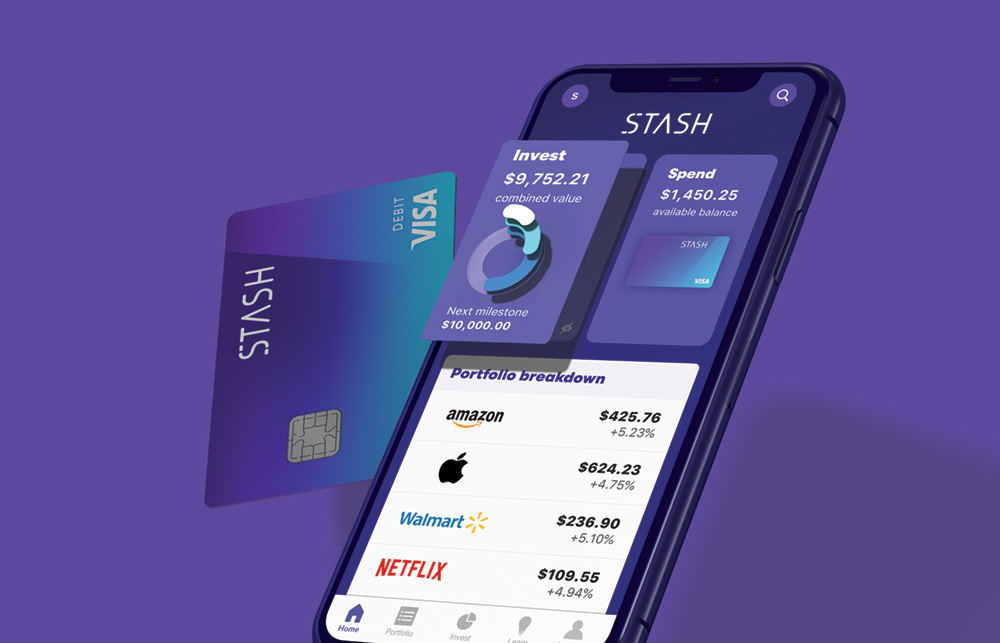 S
STASH
Invest
$9,752.21
combined value
Next milestone
$10,000.00
Spend
$1,450.25
available balance
STASH
VISA
DEBIT
VISA
STASH
Portfolio breakdown
amazon
$425.76
+5.23%
$624.23
+4.75%
Walmart
$236.90
+5.10%
NETFLIX
$109.55
+4.94%
Home
Portfolio
Invest